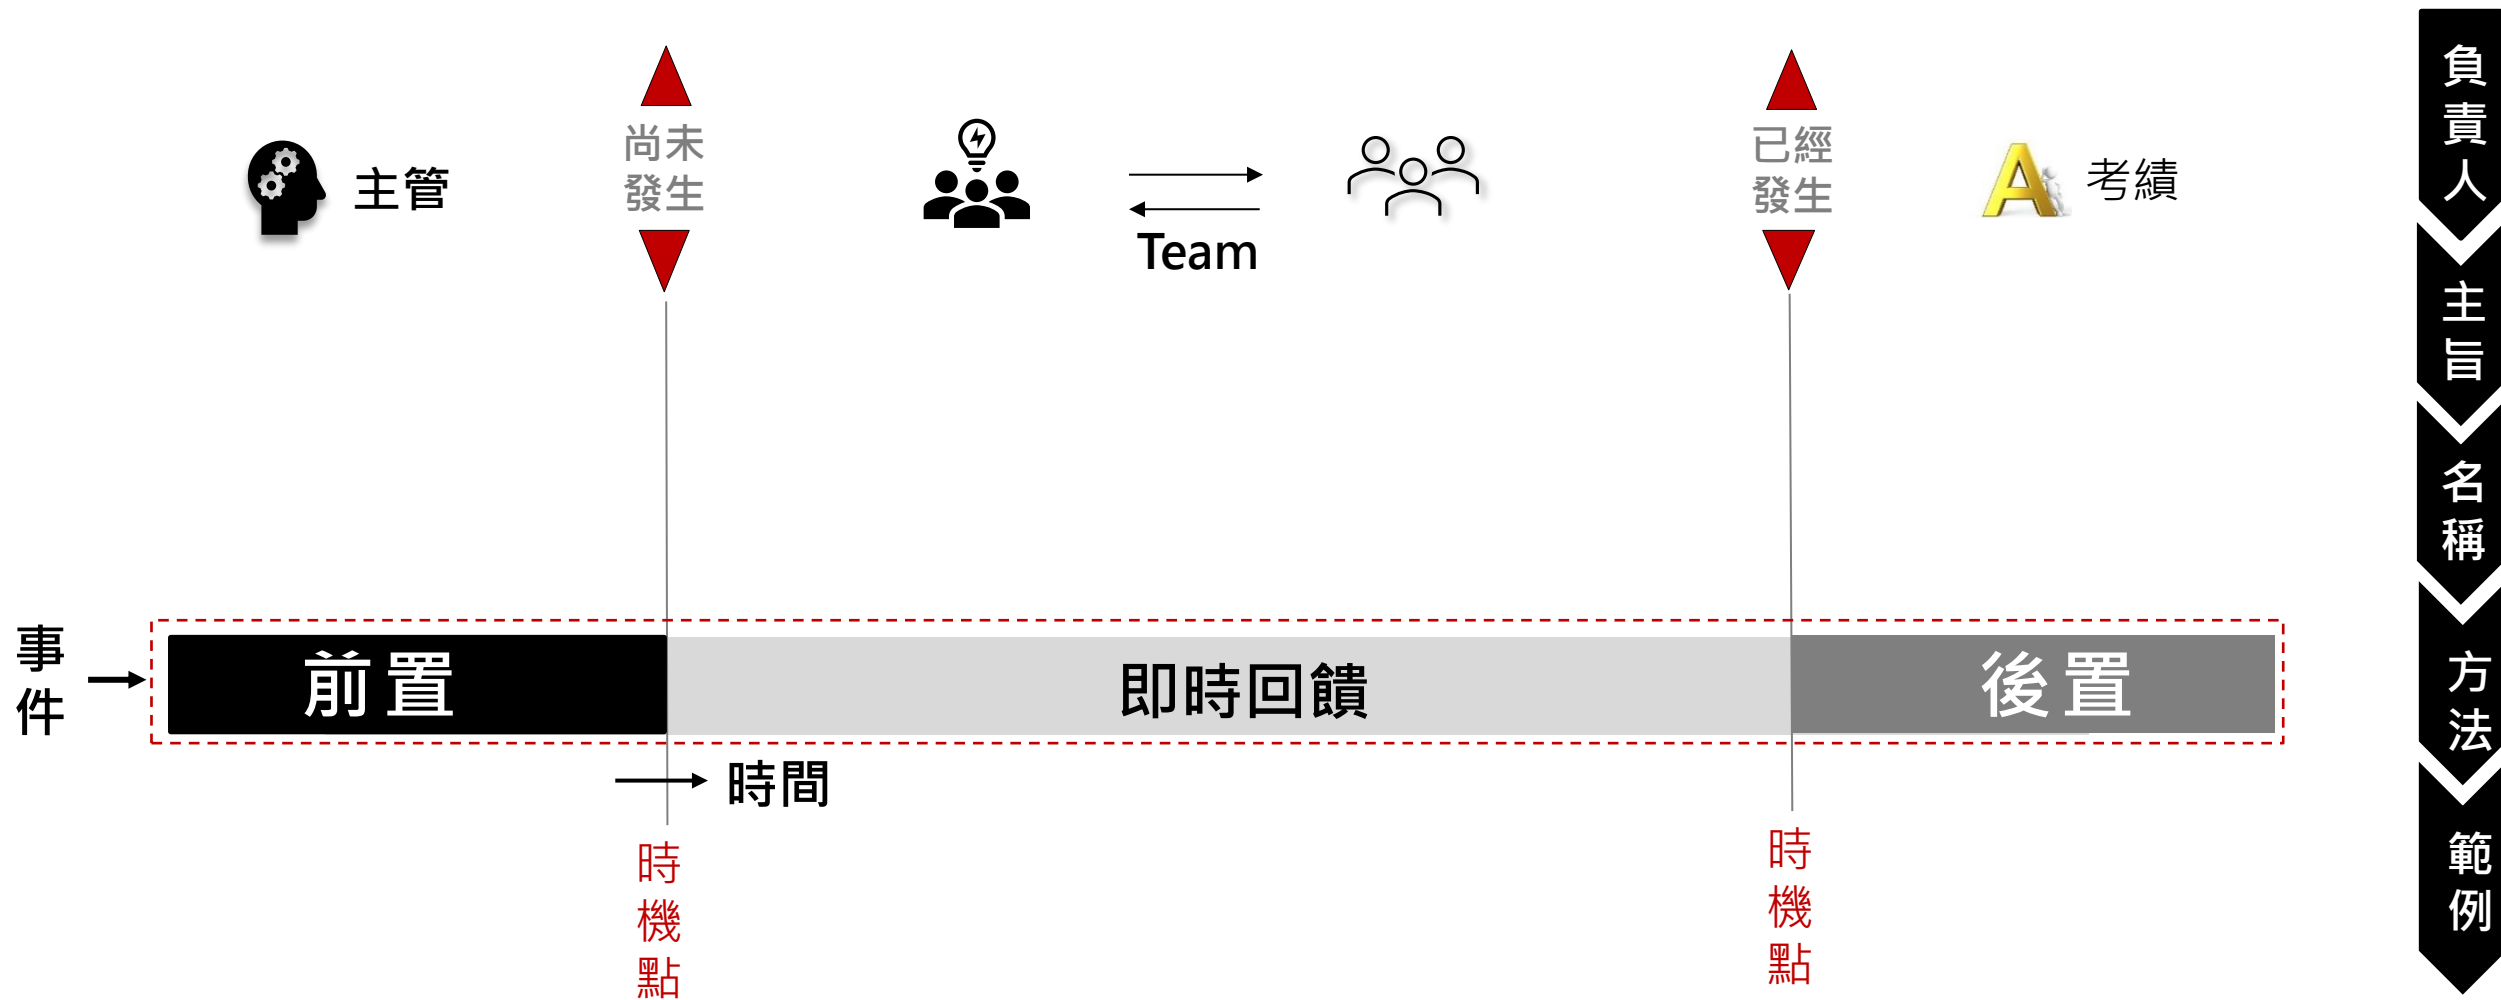 主管
尚未
發生
Team
已經
發生
考績
負責人
主旨
名稱
方法
範例
事件
前置
即時回饋
後置
時間
時機點
時機點